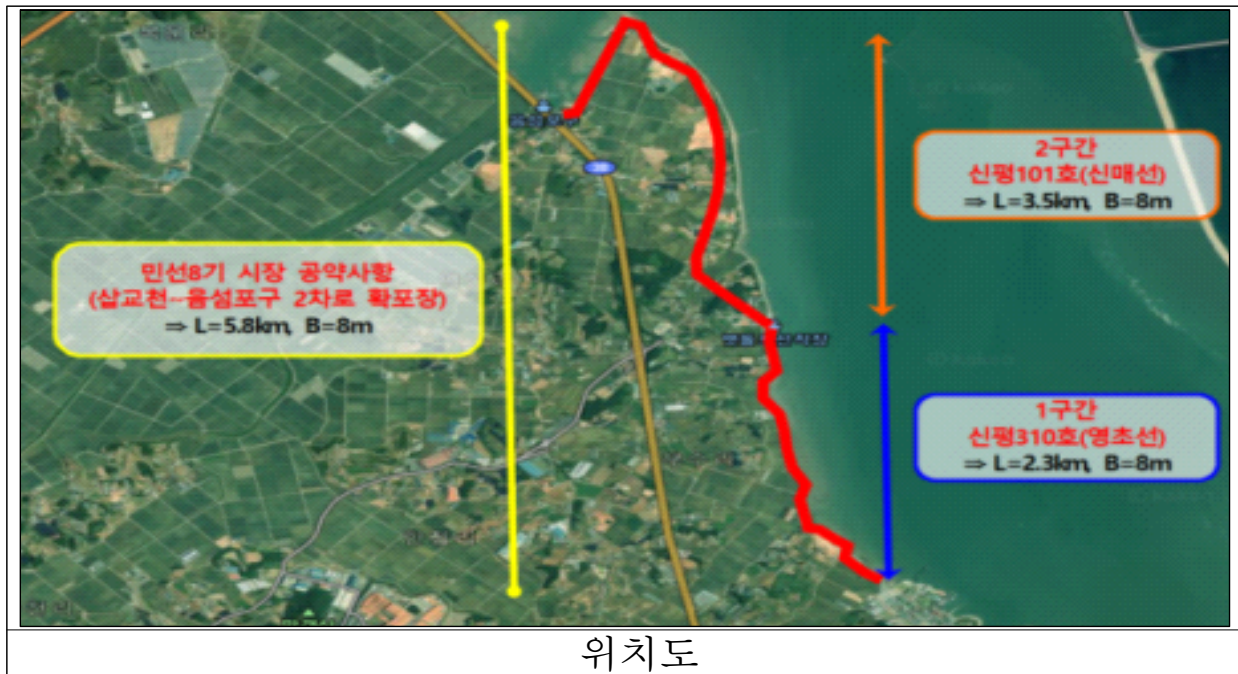 2구간
신평101호(신매선)
⇒ L=3.5km, B=8m
민선8기 시장 공약사항
(삽교천~음섬포구 2차로 확포장)
⇒ L=5.8km, B=8m
1구간
신평310호(영초선)
⇒ L=2.3km, B=8m
위치도